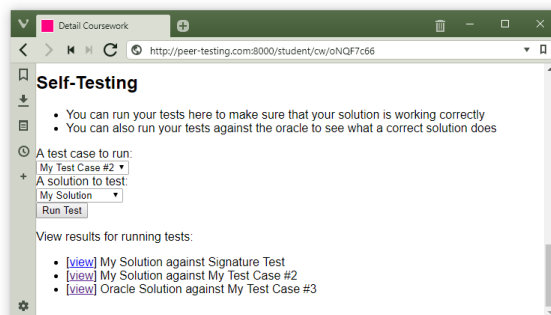 Detail Coursework
http://peer-testing.com:8000/student/cw/oNQF7c66
Self-Testing
You can run your tests here to make sure that your solution is working correctly
You can also run your tests against the oracle to see what a correct solution does
A test case to run:
My Test Case #2
A solution to test:
My Solution
Run Test
View results for running tests:
[view] My Solution against Signature Test
[view] My Solution against My Test Case #2
[view] Oracle Solution against My Test Case #3